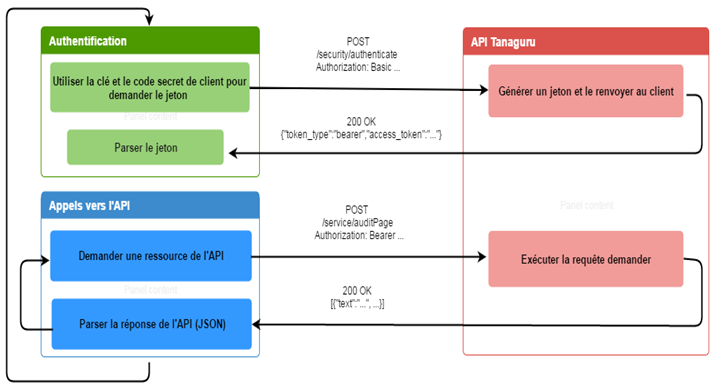 Authentification
Utiliser la clé et le code secret de client pour
demander le jeton
Panel content
Parser le jeton
POST
/security/authenticate
Authorization: Basic ...
200 OK
{"token_type":"bearer","access_token":"..."}
API Tanaguru
Générer un jeton et le renvoyer au client
Panel content
Exécuter la requête demander
Appels vers l'API
Demander une ressource de l'API
Panel content
Parser la réponse de l'API (JSON)
POST
/service/auditPage
Authorization: Bearer ...
200 OK
[{"text":"...", ...}]